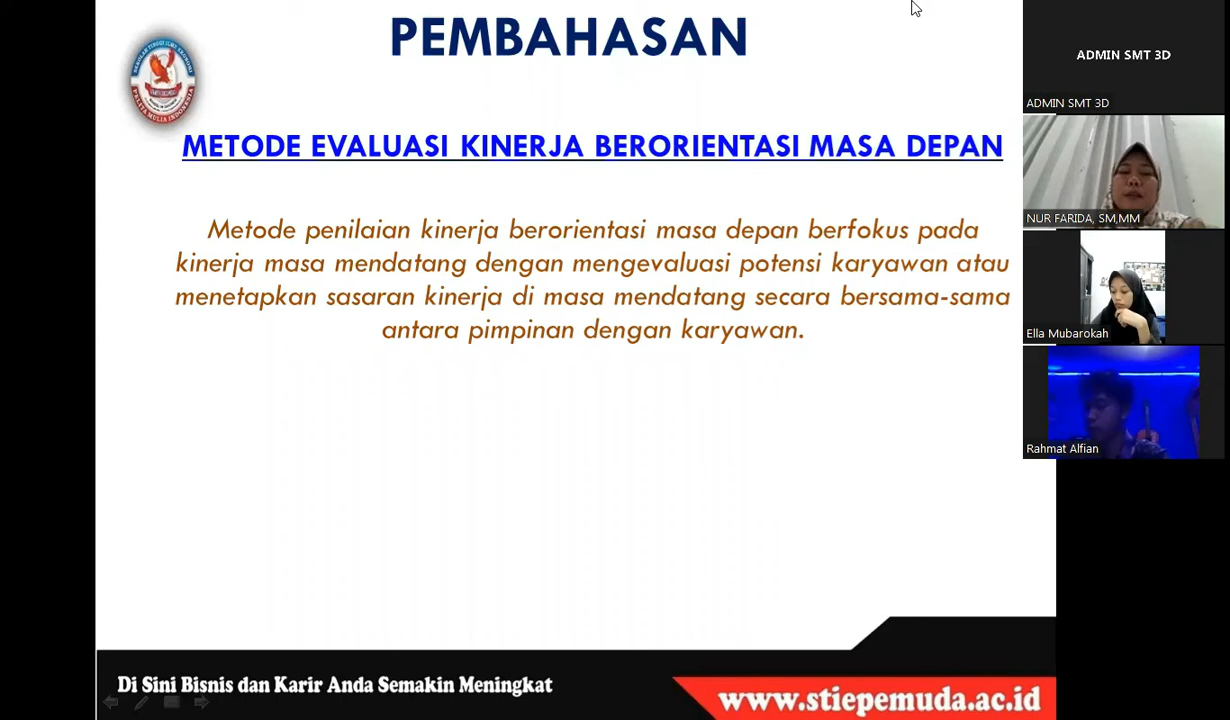 PEMBAHASAN
METODE EVALUASI KINERJA BERORIENTASI MASA DEPAN
Metode penilaian kinerja berorientasi masa depan berfokus pada
kinerja masa mendatang dengan mengevaluasi potensi karyawan atau
menetapkan sasaran kinerja di masa mendatang secara bersama-sama
antara pimpinan dengan karyawan.
Di Sini Bisnis dan Karir Anda Semakin Meningkat
www.stiepemuda.ac.id
ADMIN SMT 3D
ADMIN SMT 3D
NUR FARIDA, SM,MM
Ella Mubarokah
Rahmat Alfian